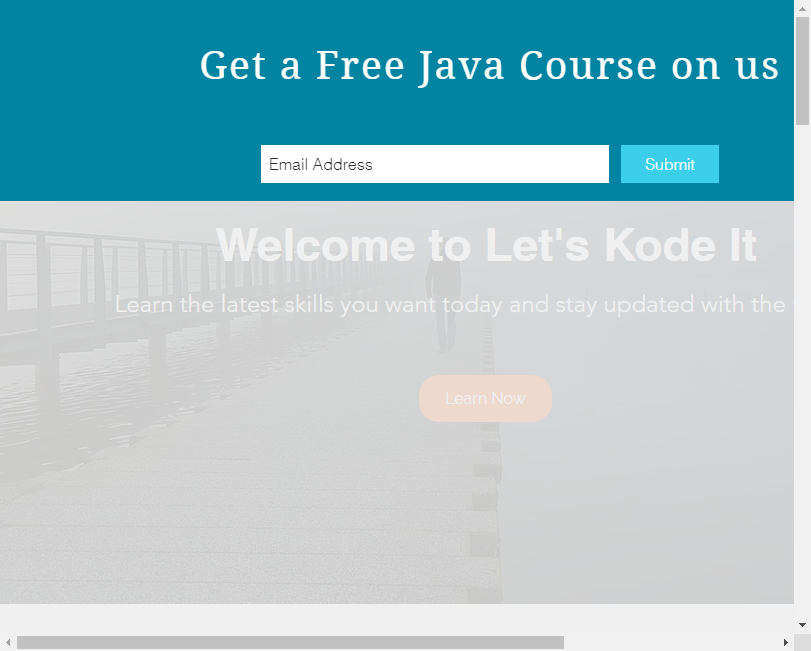 Get a Free Java Course on us
Email Address
Submit
Welcome to Let's Kode It
Learn the latest skills you want today and stay updated with the
Learn Now